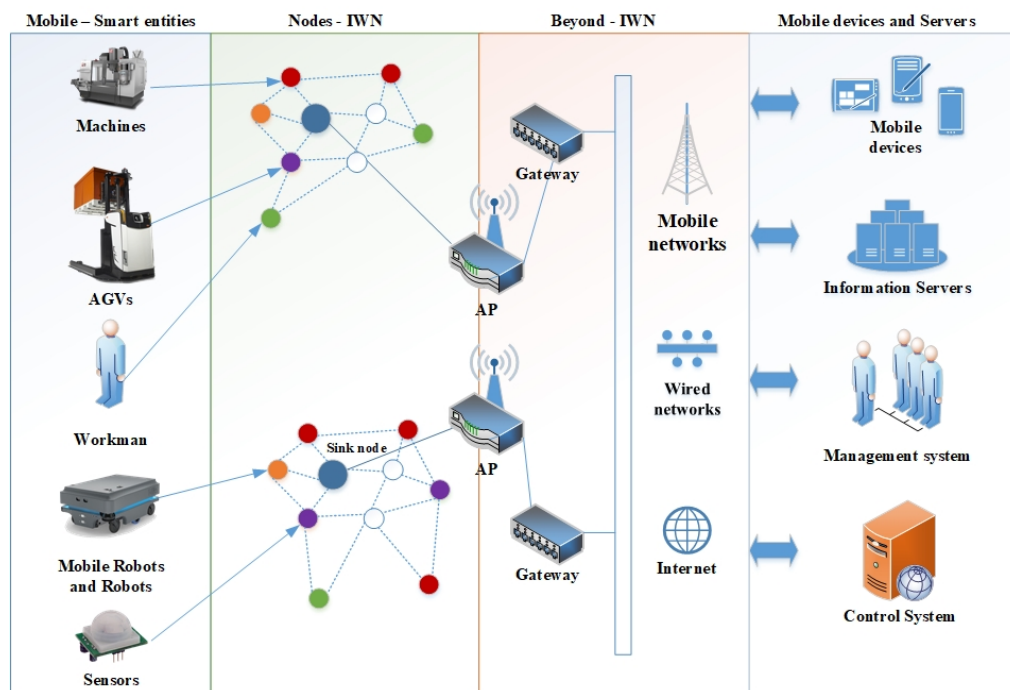 Mobile – Smart entities
Nodes - IWN
Beyond - IWN
Mobile devices and Servers
Machines
AGVs
Workman
Mobile Robots
and Robots
Sensors
Sink node
AP
AP
Gateway
Gateway
Mobile
networks
Wired
networks
Internet
Mobile
devices
Information Servers
Management system
Control System